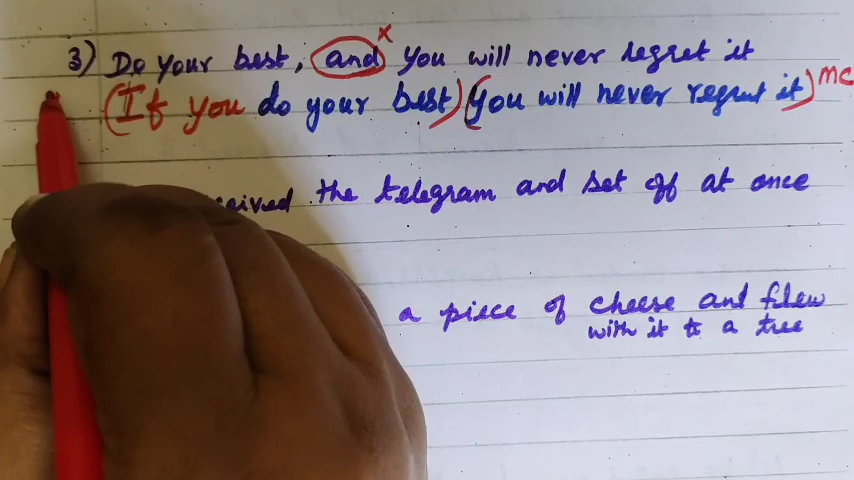 3) Do your best, and x you will never regret it
(If you do your best) (you will never regret it) MC
ceived the telegram and set off at once
a piece of cheese and flew
with it to a tree